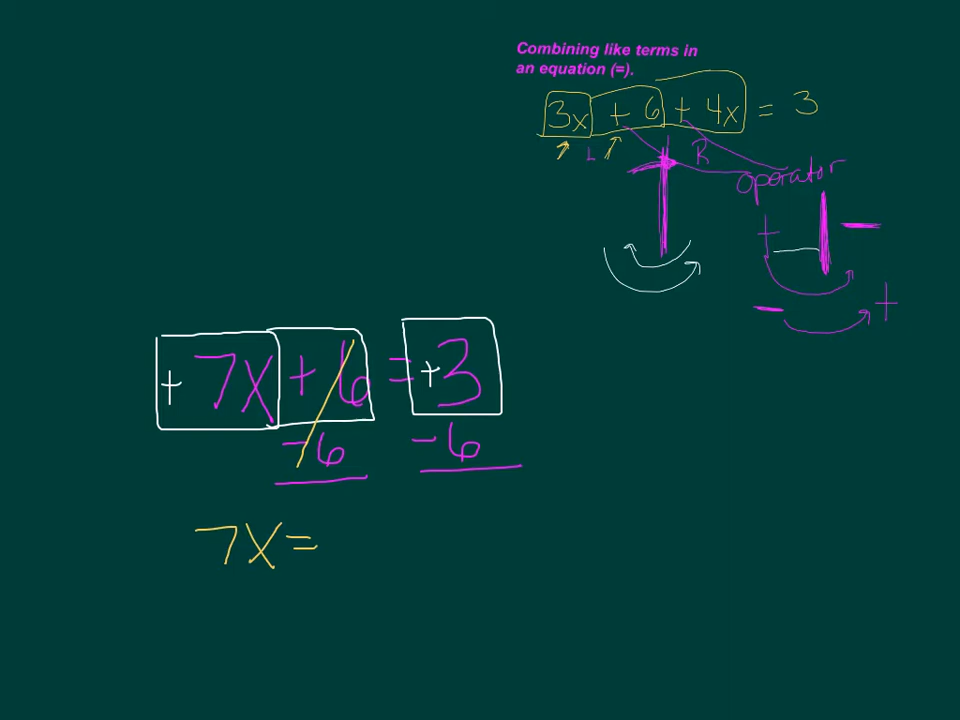 Combining like terms in
an equation (=).
3x + 6 + 4x = 3
L R
operator
+ -
- +
+ 7x + 6 = +3
-6 -6
7x =